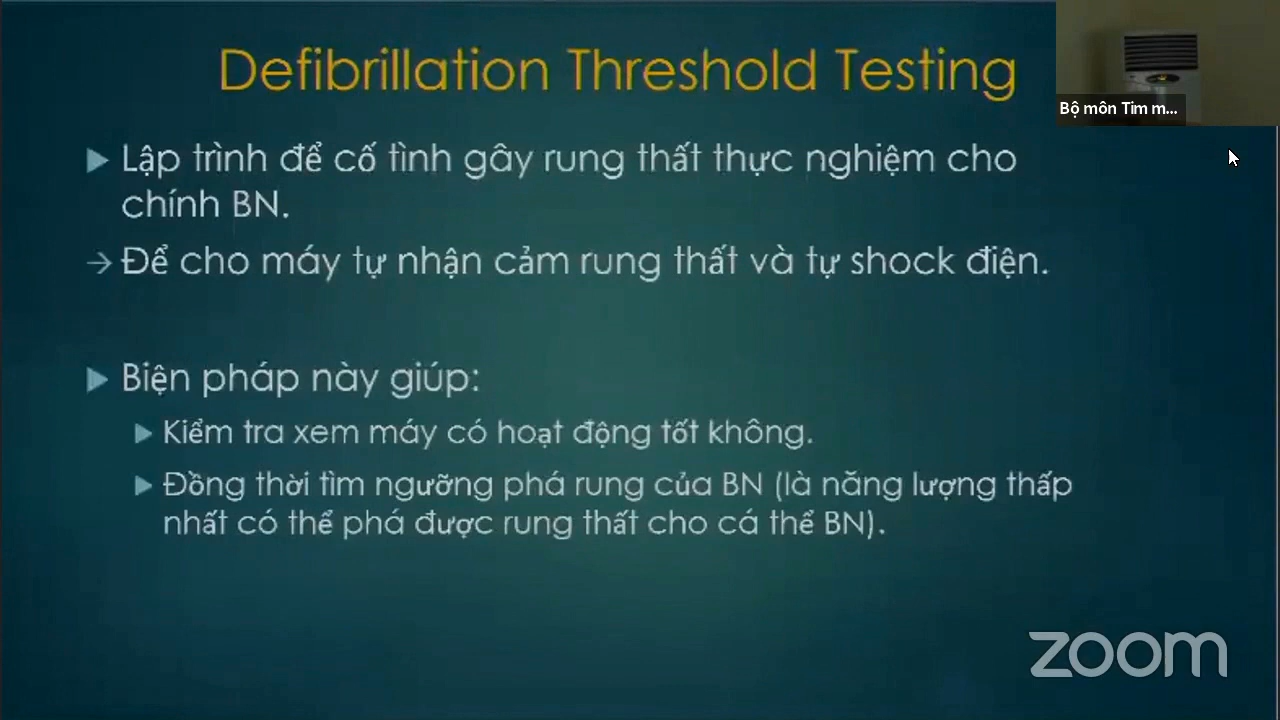 Defibrillation Threshold Testing
Bộ môn Tim m...
Lập trình để cố tình gây rung thất thực nghiệm cho
chính BN.
→ Để cho máy tự nhận cảm rung thất và tự shock điện.
Biện pháp này giúp:
Kiểm tra xem máy có hoạt động tốt không.
Đồng thời tìm ngưỡng phá rung của BN (là năng lượng thấp
nhất có thể phá được rung thất cho cá thể BN).
zoom